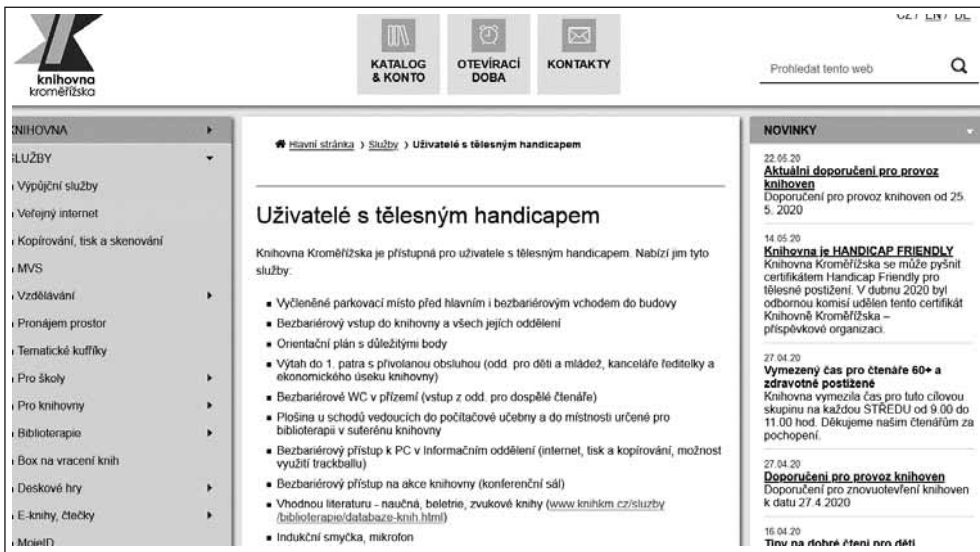 knihovna
kroměřížska
KATALOG
& KONTO
OTEVÍRACÍ
DOBA
KONTAKTY
CZ / EN / DE
Prohledat tento web
KNIHOVNA
SLUŽBY
Výpůjční služby
Veřejný internet
Kopírování, tisk a skenování
MVS
Vzdělávání
Pronájem prostor
Tematické kufříky
Pro školy
Pro knihovny
Biblioterapie
Box na vracení knih
Deskové hry
E-knihy, čtečky
MojeID
Hlavní stránka > Služby > Uživatelé s tělesným handicapem
Uživatelé s tělesným handicapem
Knihovna Kroměřížska je přístupná pro uživatele s tělesným handicapem. Nabízí jim tyto
služby:
Vyčleněné parkovací místo před hlavním i bezbariérovým vchodem do budovy
Bezbariérový vstup do knihovny a všech jejích oddělení
Orientační plán s důležitými body
Výtah do 1. patra s přivolanou obsluhou (odd. pro děti a mládež, kanceláře ředitelky a
ekonomického úseku knihovny)
Bezbariérové WC v přízemí (vstup z odd. pro dospělé čtenáře)
Plošina u schodů vedoucích do počítačové učebny a do místnosti určené pro
biblioterapii v suterénu knihovny
Bezbariérový přístup k PC v Informačním oddělení (internet, tisk a kopírování, možnost
využití trackballu)
Bezbariérový přístup na akce knihovny (konferenční sál)
Vhodnou literaturu - naučná, beletrie, zvukové knihy (www.knihkm.cz/sluzby
/biblioterapie/databaze-knih.html)
Indukční smyčka, mikrofon
NOVINKY
22.05.20
Aktuální doporučení pro provoz
knihoven
Doporučení pro provoz knihoven od 25.
5. 2020
14.05.20
Knihovna je HANDICAP FRIENDLY
Knihovna Kroměřížska se může pyšnit
certifikátem Handicap Friendly pro
tělesné postižení. V dubnu 2020 byl
odbornou komisí udělen tento certifikát
Knihovně Kroměřížska –
příspěvkové organizaci.
27.04.20
Vymezený čas pro čtenáře 60+ a
zdravotně postižené
Knihovna vymezila čas pro tuto cílovou
skupinu na každou STŘEDU od 9.00 do
11.00 hod. Děkujeme našim čtenářům za
pochopení.
27.04.20
Doporučení pro provoz knihoven
Doporučení pro znovuotevření knihoven
k datu 27.4.2020
16.04.20
Tipy na dobré čtení pro děti